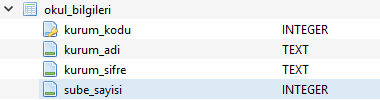 okul_bilgileri
kurum_kodu INTEGER
kurum_adi TEXT
kurum_sifre TEXT
sube_sayisi INTEGER